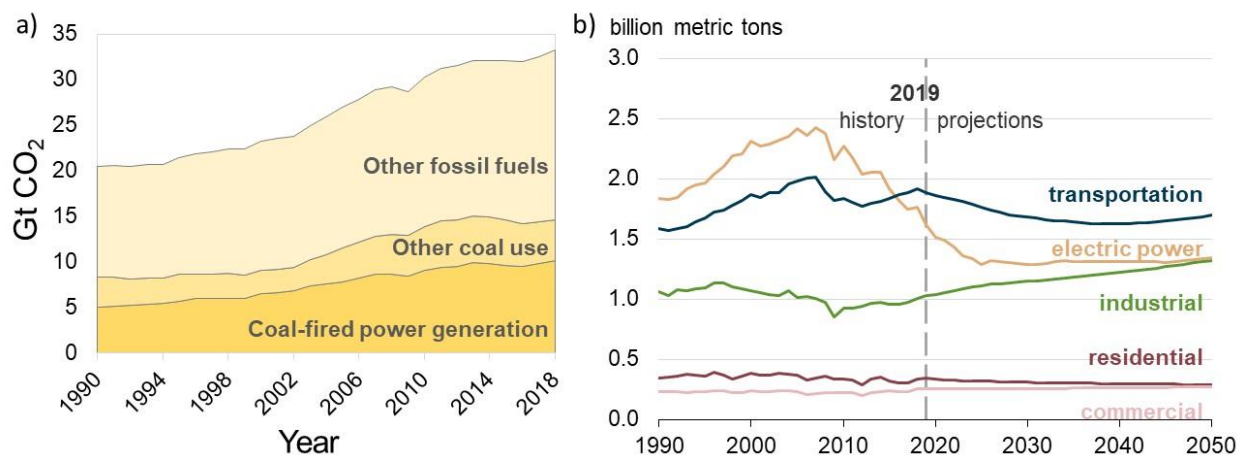 a)
Gt CO2
35
30
25
20
15
10
5
0
Other fossil fuels
Other coal use
Coal-fired power generation
1990 1994 1998 2002 2006 2010 2014 2018
Year
b) billion metric tons
3.0
2.5
2.0
1.5
1.0
0.5
0.0
2019
history projections
transportation
electric power
industrial
residential
commercial
1990 2000 2010 2020 2030 2040 2050